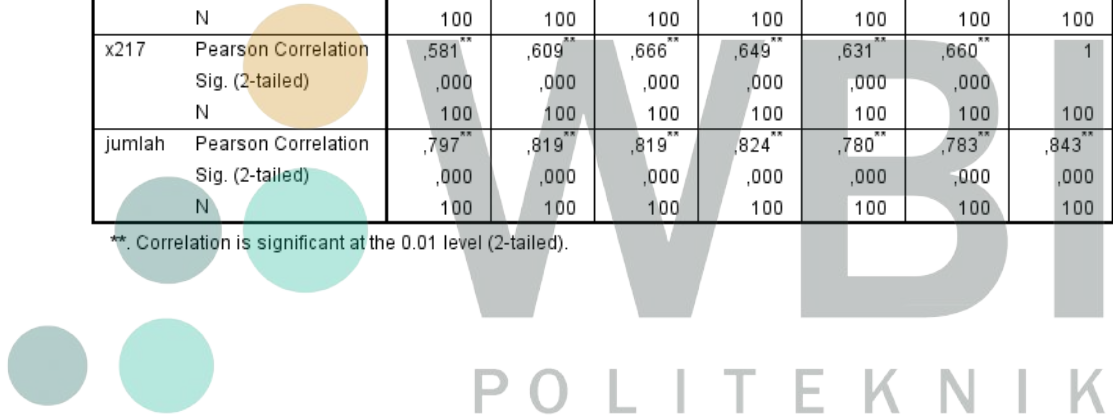 N 100 100 100 100 100 100 100
x217 Pearson Correlation ,581** ,609** ,666** ,649** ,631** ,660** 1
Sig. (2-tailed) ,000 ,000 ,000 ,000 ,000 ,000
N 100 100 100 100 100 100 100
jumlah Pearson Correlation ,797** ,819** ,819** ,824** ,780** ,783** ,843**
Sig. (2-tailed) ,000 ,000 ,000 ,000 ,000 ,000 ,000
N 100 100 100 100 100 100 100
**. Correlation is significant at the 0.01 level (2-tailed).
WBI
POLITEKNIK